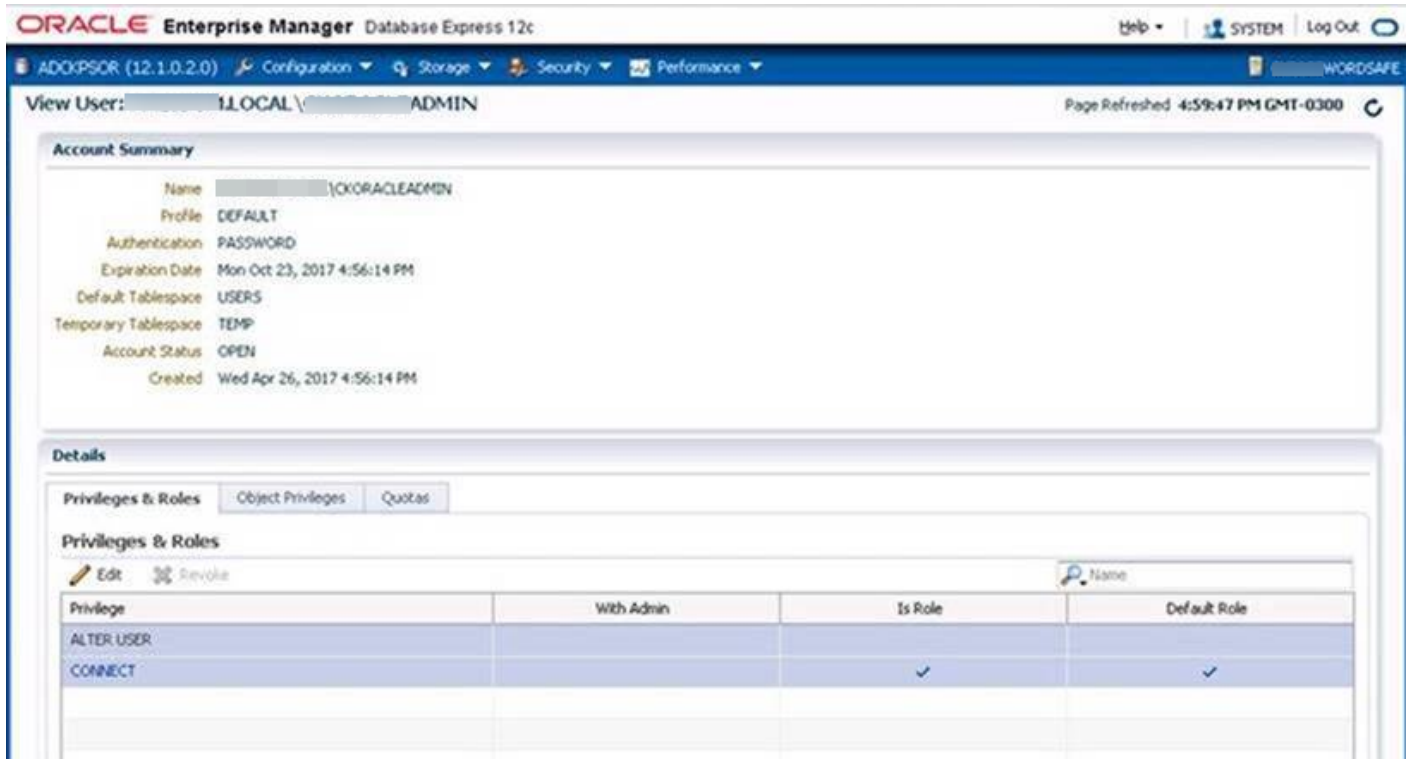 ORACLE Enterprise Manager Database Express 12c
Help SYSTEM Log Out
ADCKPSOR (12.1.0.2.0) Configuration Storage Security Performance WORDSAFE
View User: LOCAL\ ADMIN Page Refreshed 4:59:47 PM GMT-0300
Account Summary
Name \CKORACLEADMIN
Profile DEFAULT
Authentication PASSWORD
Expiration Date Mon Oct 23, 2017 4:56:14 PM
Default Tablespace USERS
Temporary Tablespace TEMP
Account Status OPEN
Created Wed Apr 26, 2017 4:56:14 PM
Details
Privileges & Roles Object Privileges Quotas
Privileges & Roles
Edit Revoke Name
Privilege With Admin Is Role Default Role
ALTER USER
CONNECT